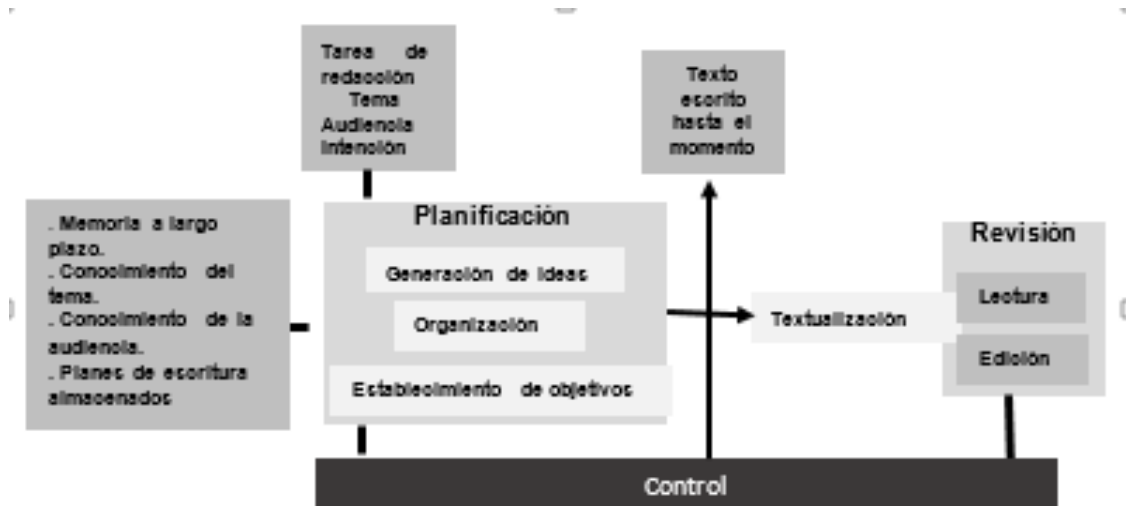 Tarea de
redacción
Tema
Audiencia
Intención
Texto
escrito
hasta el
momento
. Memoria a largo
plazo.
. Conocimiento del
tema.
. Conocimiento de la
audiencia.
. Planes de escritura
almacenados
Planificación
Generación de ideas
Organización
Establecimiento de objetivos
Textualización
Revisión
Lectura
Edición
Control